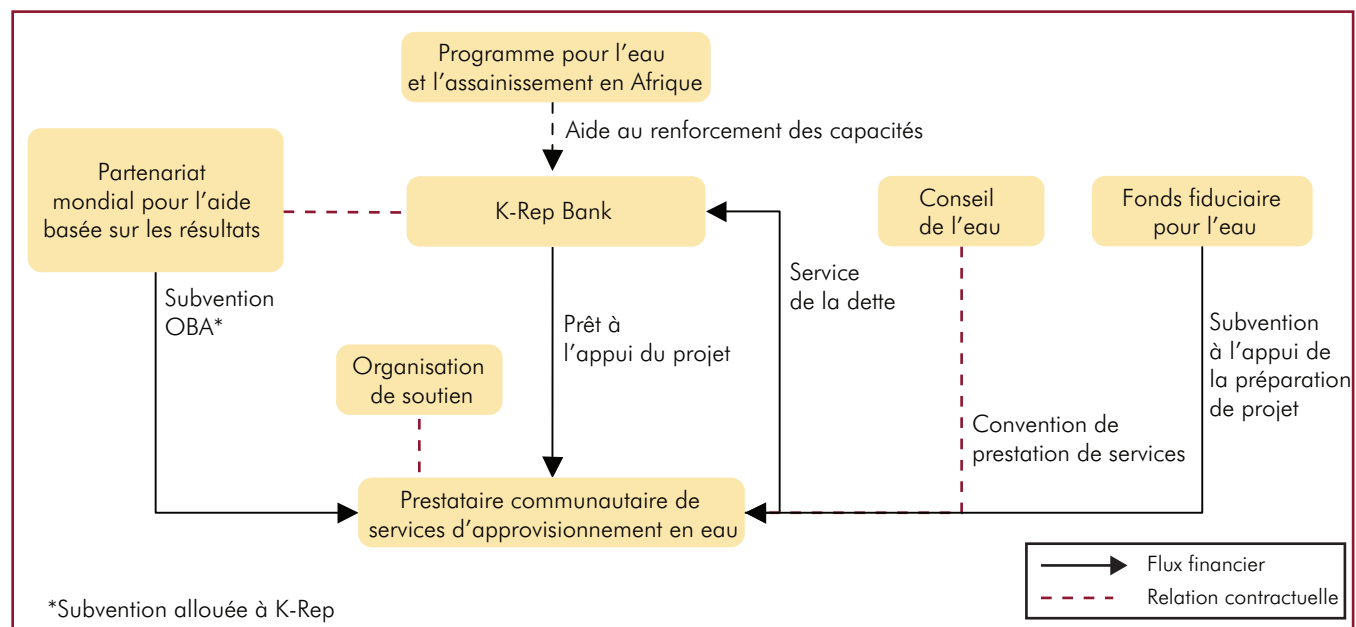 Programme pour l'eau
et l'assainissement en Afrique
Aide au renforcement des capacités
Partenariat
mondial pour l'aide
basée sur les résultats
K-Rep Bank
Conseil
de l'eau
Fonds fiduciaire
pour l'eau
Subvention
OBA*
Prêt à
l'appui du projet
Service
de la dette
Subvention
à l'appui de
la préparation
de projet
Organisation
de soutien
Convention de
prestation de services
Prestataire communautaire de
services d'approvisionnement en eau
Flux financier
Relation contractuelle
*Subvention allouée à K-Rep